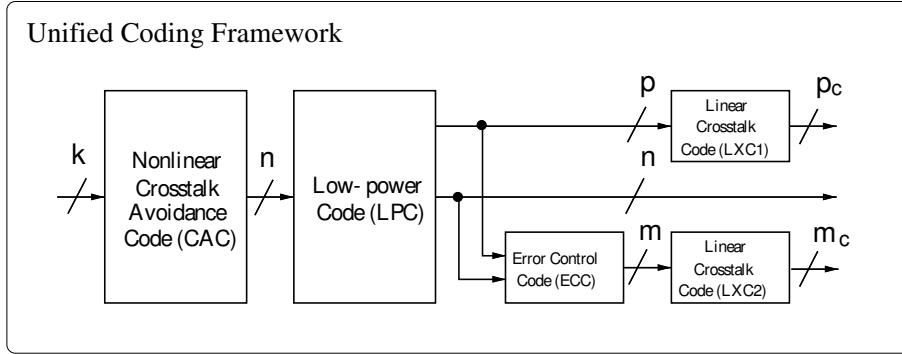 Unified Coding Framework
k
Nonlinear
Crosstalk
Avoidance
Code (CAC)
n
Low- power
Code (LPC)
p
Linear
Crosstalk
Code (LXC1)
pc
n
Error Control
Code (ECC)
m
Linear
Crosstalk
Code (LXC2)
mc